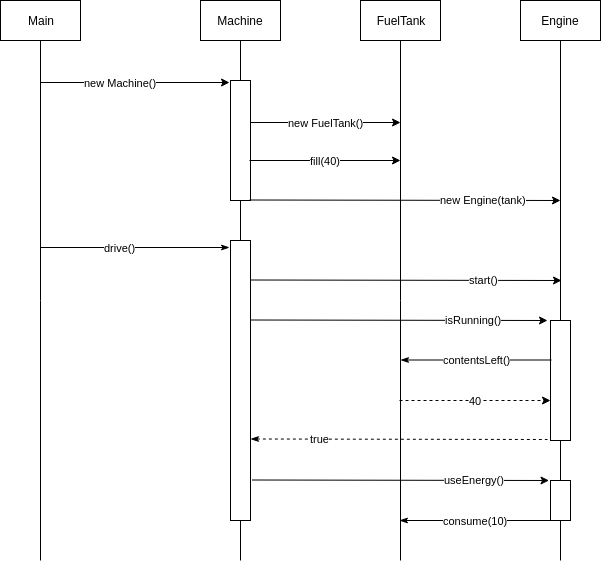 Main
Machine
FuelTank
Engine
new Machine()
new FuelTank()
fill(40)
new Engine(tank)
drive()
start()
isRunning()
contentsLeft()
40
true
useEnergy()
consume(10)